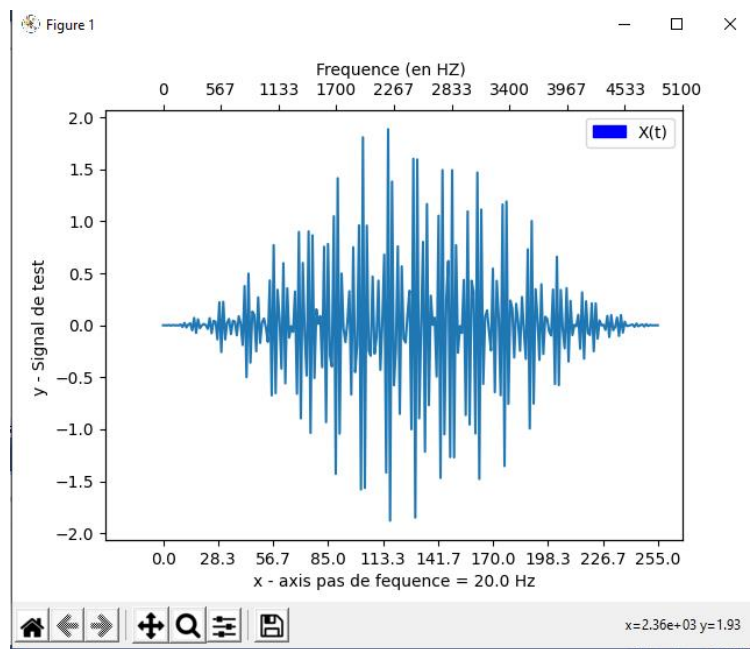 Figure 1
Frequence (en HZ)
0 567 1133 1700 2267 2833 3400 3967 4533 5100
X(t)
2.0
1.5
1.0
0.5
0.0
−0.5
−1.0
−1.5
−2.0
y - Signal de test
0.0 28.3 56.7 85.0 113.3 141.7 170.0 198.3 226.7 255.0
x - axis pas de fequence = 20.0 Hz
x=2.36e+03 y=1.93